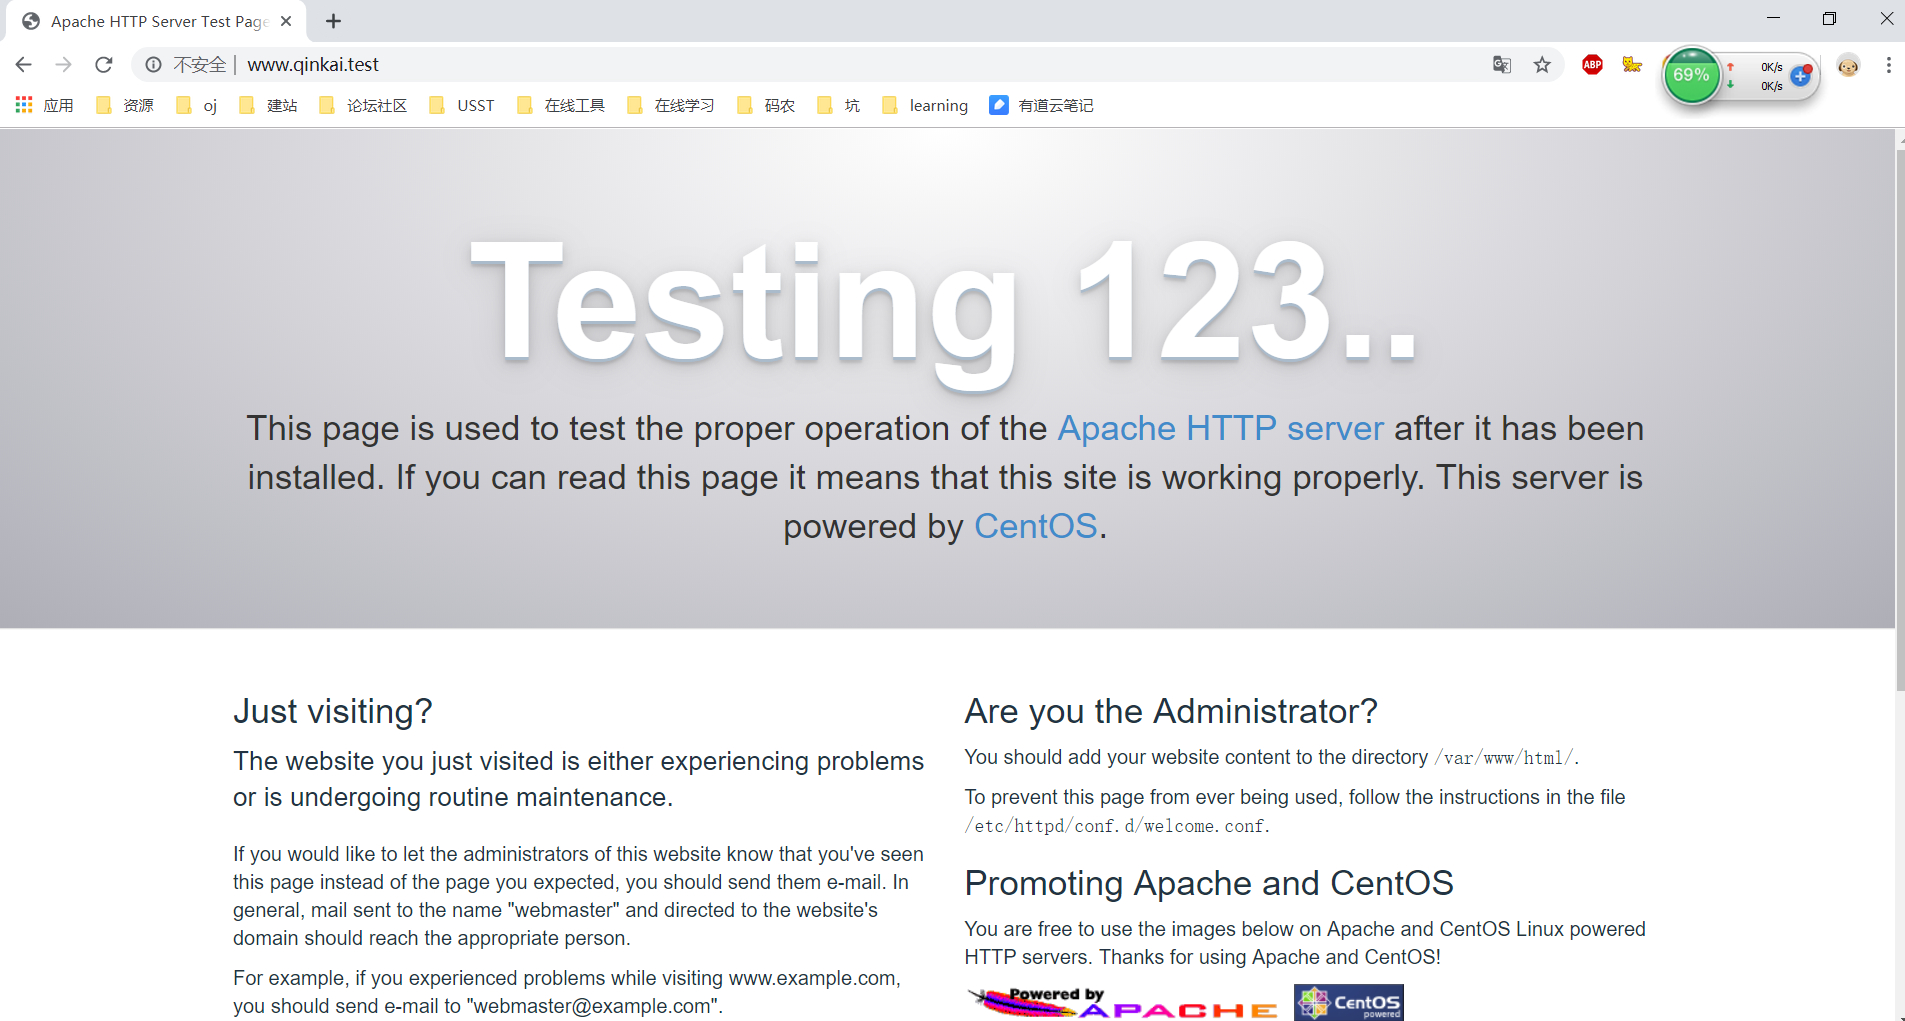 Apache HTTP Server Test Page
不安全 | www.qinkai.test
ABP
69%
0K/s
0K/s
应用 资源 oj 建站 论坛社区 USST 在线工具 在线学习 码农 坑 learning 有道云笔记
Testing 123..
This page is used to test the proper operation of the Apache HTTP server after it has been
installed. If you can read this page it means that this site is working properly. This server is
powered by CentOS.
Just visiting?
The website you just visited is either experiencing problems
or is undergoing routine maintenance.
If you would like to let the administrators of this website know that you've seen
this page instead of the page you expected, you should send them e-mail. In
general, mail sent to the name "webmaster" and directed to the website's
domain should reach the appropriate person.
For example, if you experienced problems while visiting www.example.com,
you should send e-mail to "webmaster@example.com".
Are you the Administrator?
You should add your website content to the directory /var/www/html/.
To prevent this page from ever being used, follow the instructions in the file
/etc/httpd/conf.d/welcome.conf.
Promoting Apache and CentOS
You are free to use the images below on Apache and CentOS Linux powered
HTTP servers. Thanks for using Apache and CentOS!
Powered by
APACHE
CentOS
powered